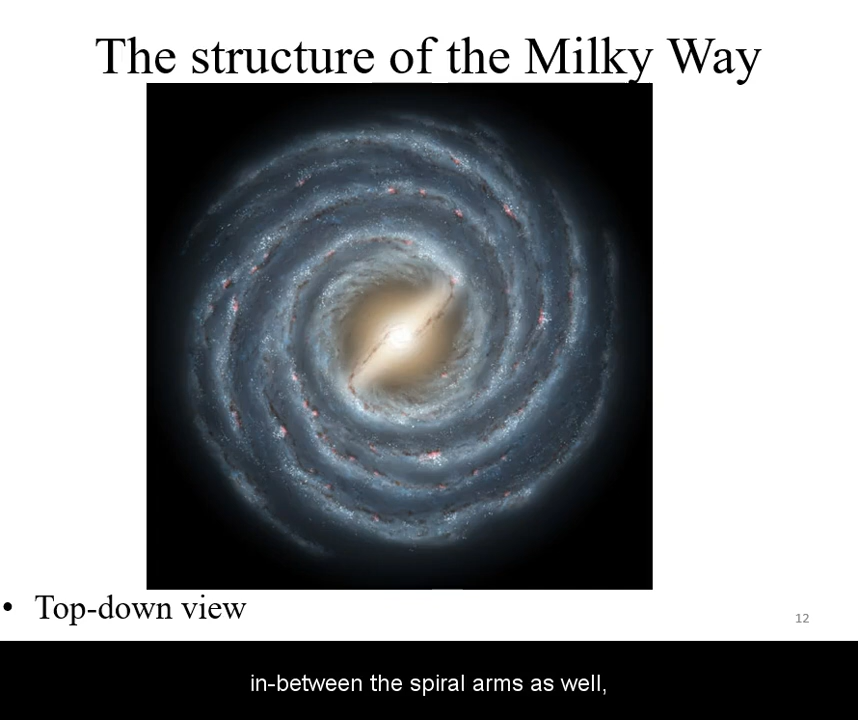 The structure of the Milky Way
• Top-down view
12
in-between the spiral arms as well,